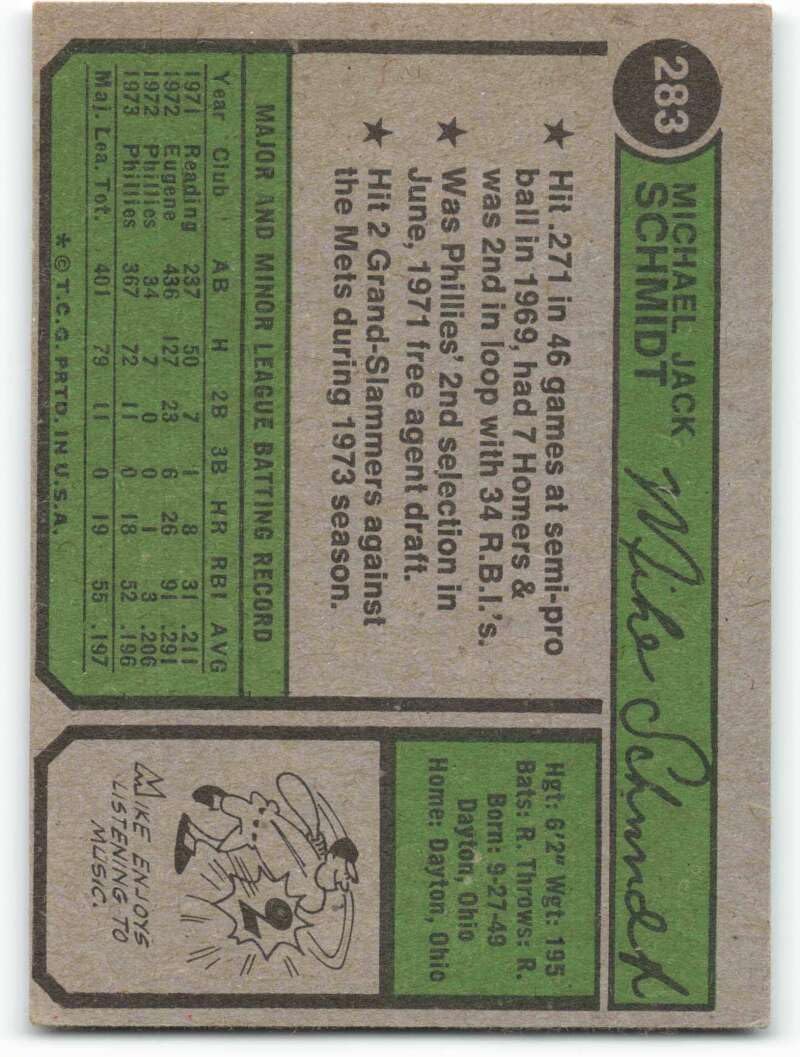 283
MICHAEL JACK
SCHMIDT
Mike Schmidt
★ Hit .271 in 46 games at semi-pro
ball in 1969, had 7 Homers &
was 2nd in loop with 34 R.B.I.'s.
★ Was Phillies' 2nd selection in
June, 1971 free agent draft.
★ Hit 2 Grand-Slammers against
the Mets during 1973 season.
MAJOR AND MINOR LEAGUE BATTING RECORD
Year Club AB H 2B 3B HR RBI AVG
1971 Reading 237 50 7 1 8 31 .211
1972 Eugene 436 127 23 6 26 91 .291
1972 Phillies 34 7 0 0 1 3 .206
1973 Phillies 367 72 11 0 18 52 .196
Maj. Lea. Tot. 401 79 11 0 19 55 .197
* © T.C.G. PRTD. IN U.S.A.
Hgt: 6'2" Wgt: 195
Bats: R. Throws: R.
Born: 9-27-49
Dayton, Ohio
Home: Dayton, Ohio
2
MIKE ENJOYS
LISTENING TO
MUSIC.